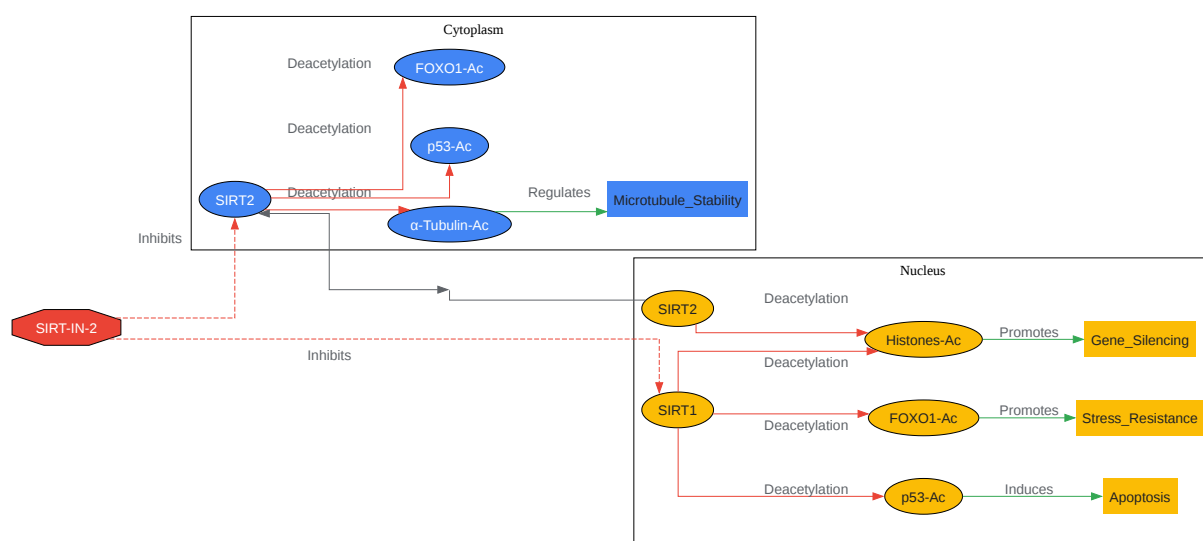 Cytoplasm
Deacetylation
FOXO1-Ac
Deacetylation
p53-Ac
SIRT2
Deacetylation
α-Tubulin-Ac
Regulates
Microtubule_Stability
Inhibits
SIRT-IN-2
Inhibits
Nucleus
SIRT2
Deacetylation
Histones-Ac
Promotes
Gene_Silencing
Deacetylation
SIRT1
Deacetylation
FOXO1-Ac
Promotes
Stress_Resistance
Deacetylation
p53-Ac
Induces
Apoptosis